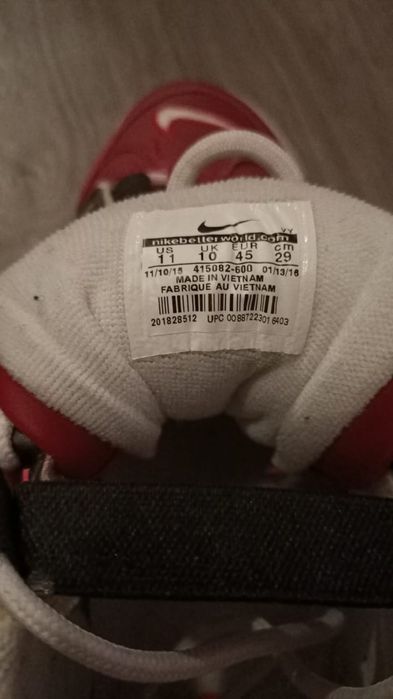 YY
nikebetterworld.com
US UK EUR cm
11 10 45 29
11/10/15 415082-600 01/13/16
MADE IN VIETNAM
FABRIQUE AU VIETNAM
201828512 UPC 00887223016403